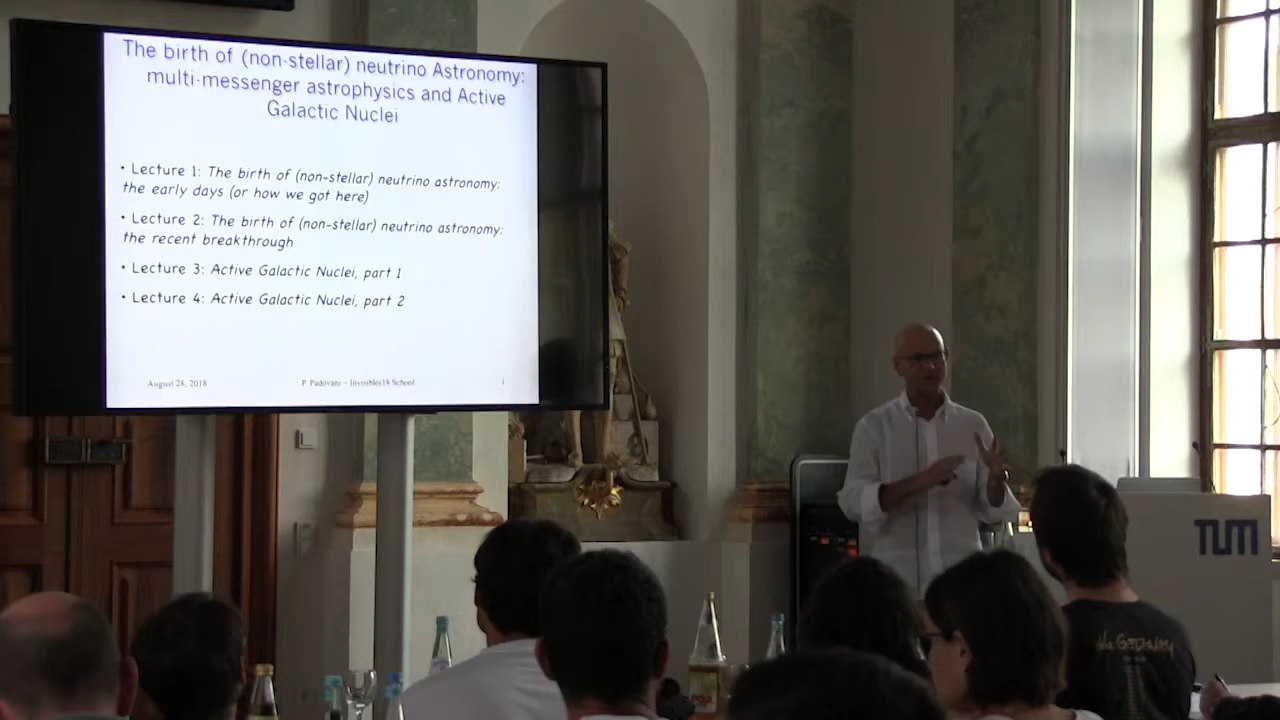 The birth of (non-stellar) neutrino Astronomy:
multi-messenger astrophysics and Active
Galactic Nuclei
• Lecture 1: The birth of (non-stellar) neutrino astronomy:
the early days (or how we got here)
• Lecture 2: The birth of (non-stellar) neutrino astronomy:
the recent breakthrough
• Lecture 3: Active Galactic Nuclei, part 1
• Lecture 4: Active Galactic Nuclei, part 2
August 28, 2018
P. Padovani – Invisibles18 School
1
TUM